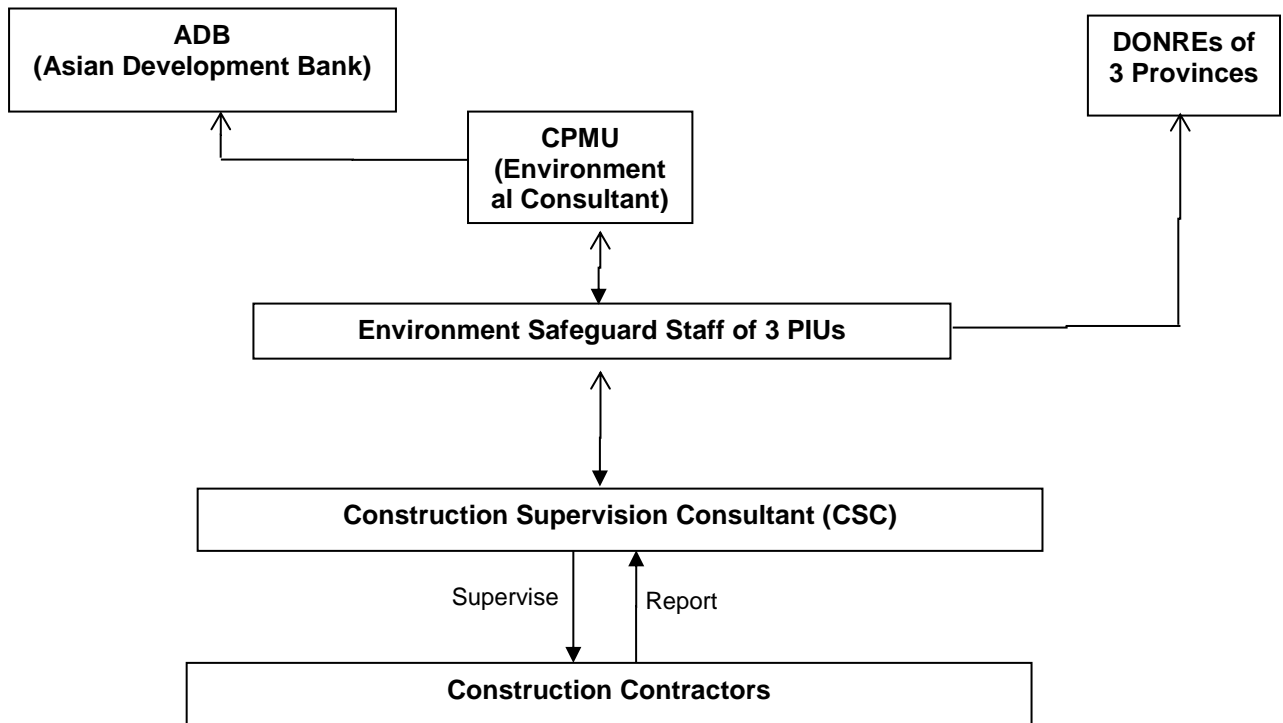 ADB
(Asian Development Bank)
DONREs of
3 Provinces
CPMU
(Environment
al Consultant)
Environment Safeguard Staff of 3 PIUs
Construction Supervision Consultant (CSC)
Supervise
Report
Construction Contractors